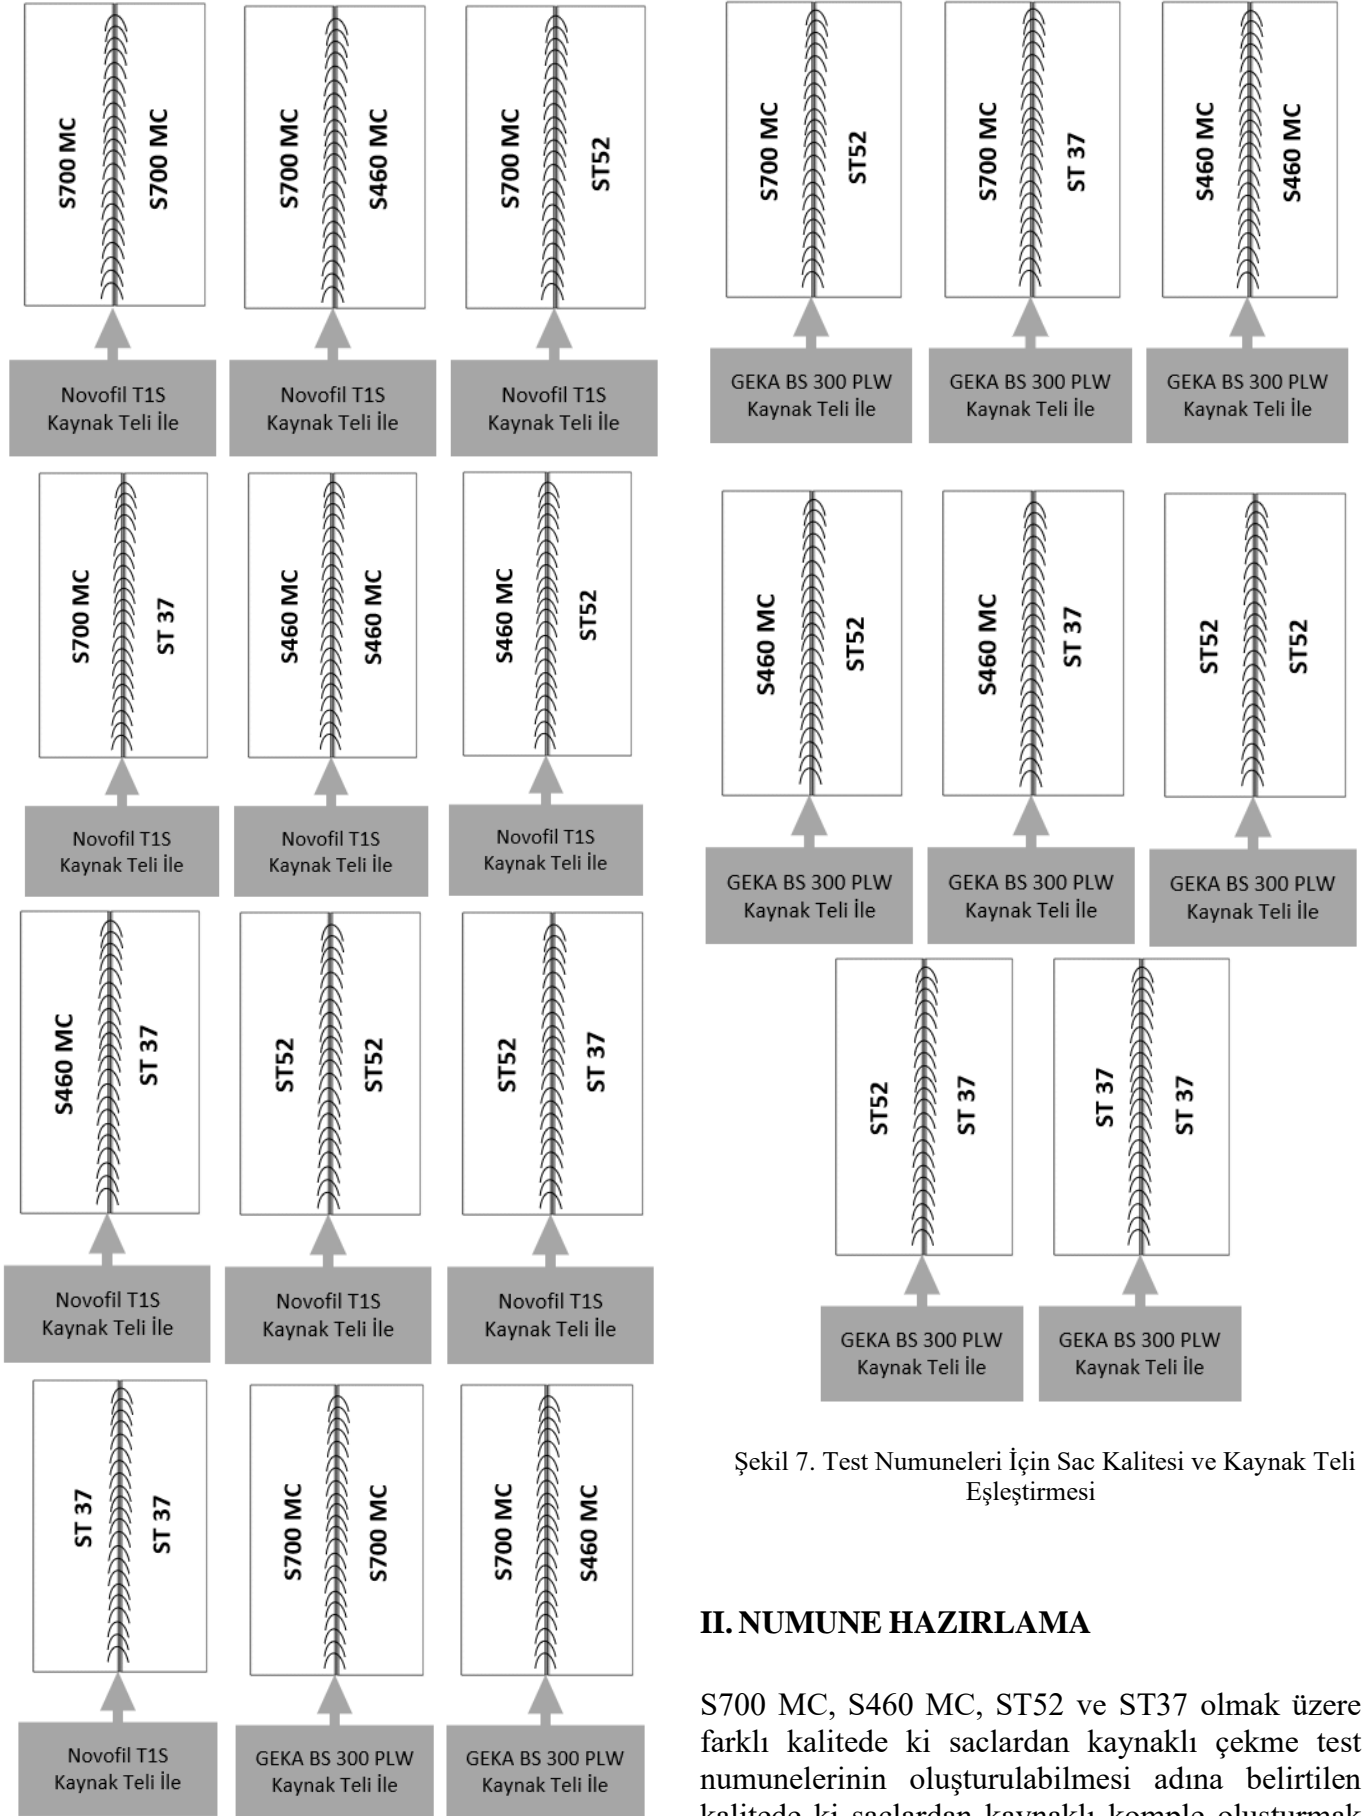 S700 MC
S700 MC
Novofil T1S
Kaynak Teli İle
S700 MC
S460 MC
Novofil T1S
Kaynak Teli İle
S700 MC
ST52
Novofil T1S
Kaynak Teli İle
S700 MC
ST 37
Novofil T1S
Kaynak Teli İle
S460 MC
S460 MC
Novofil T1S
Kaynak Teli İle
S460 MC
ST52
Novofil T1S
Kaynak Teli İle
S460 MC
ST 37
Novofil T1S
Kaynak Teli İle
ST52
ST52
Novofil T1S
Kaynak Teli İle
ST52
ST 37
Novofil T1S
Kaynak Teli İle
ST 37
ST 37
Novofil T1S
Kaynak Teli İle
S700 MC
S700 MC
GEKA BS 300 PLW
Kaynak Teli İle
S700 MC
S460 MC
GEKA BS 300 PLW
Kaynak Teli İle
S700 MC
ST52
GEKA BS 300 PLW
Kaynak Teli İle
S700 MC
ST 37
GEKA BS 300 PLW
Kaynak Teli İle
S460 MC
S460 MC
GEKA BS 300 PLW
Kaynak Teli İle
S460 MC
ST52
GEKA BS 300 PLW
Kaynak Teli İle
S460 MC
ST 37
GEKA BS 300 PLW
Kaynak Teli İle
ST52
ST52
GEKA BS 300 PLW
Kaynak Teli İle
ST52
ST 37
GEKA BS 300 PLW
Kaynak Teli İle
ST 37
ST 37
GEKA BS 300 PLW
Kaynak Teli İle
Şekil 7. Test Numuneleri İçin Sac Kalitesi ve Kaynak Teli
Eşleştirmesi
II. NUMUNE HAZIRLAMA
S700 MC, S460 MC, ST52 ve ST37 olmak üzere
farklı kalitede ki saclardan kaynaklı çekme test
numunelerinin oluşturulabilmesi adına belirtilen
kalitede ki saclardan kaynaklı komple oluşturmak